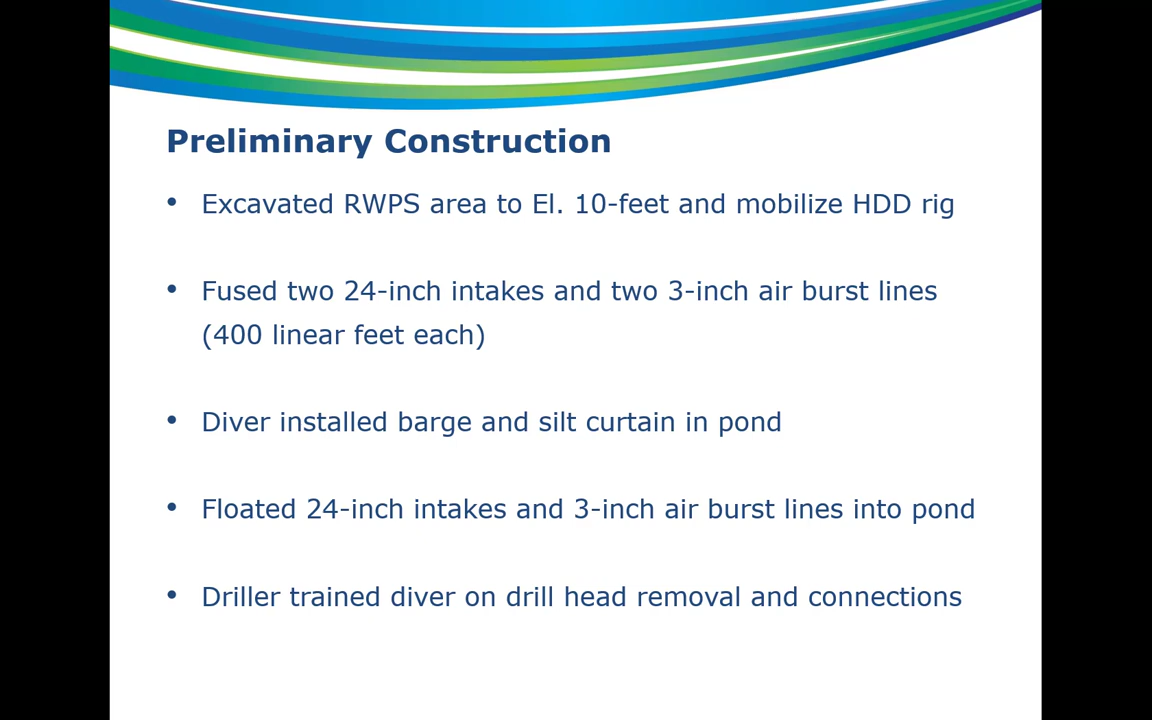 Preliminary Construction
• Excavated RWPS area to El. 10-feet and mobilize HDD rig
• Fused two 24-inch intakes and two 3-inch air burst lines
(400 linear feet each)
• Diver installed barge and silt curtain in pond
• Floated 24-inch intakes and 3-inch air burst lines into pond
• Driller trained diver on drill head removal and connections